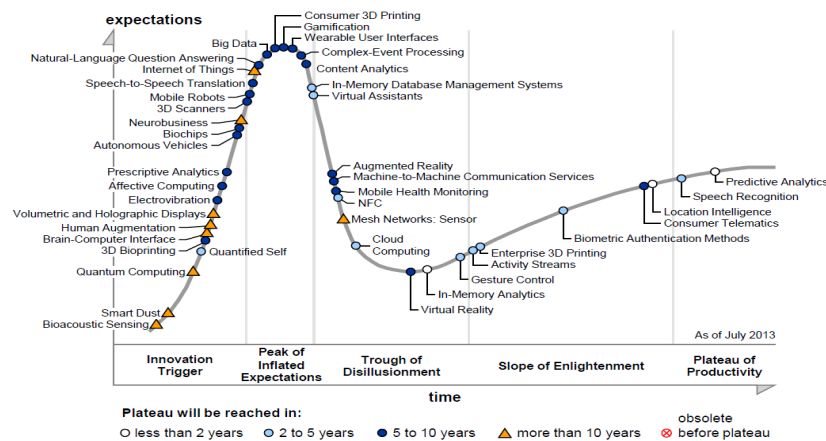 expectations
Consumer 3D Printing
Gamification
Wearable User Interfaces
Big Data
Complex-Event Processing
Natural-Language Question Answering
Internet of Things
Content Analytics
Speech-to-Speech Translation
In-Memory Database Management Systems
Mobile Robots
Virtual Assistants
3D Scanners
Neurobusiness
Biochips
Autonomous Vehicles
Augmented Reality
Prescriptive Analytics
Machine-to-Machine Communication Services
Affective Computing
Mobile Health Monitoring
Predictive Analytics
Electrovibration
NFC
Speech Recognition
Volumetric and Holographic Displays
Mesh Networks: Sensor
Location Intelligence
Human Augmentation
Consumer Telematics
Brain-Computer Interface
Biometric Authentication Methods
3D Bioprinting
Quantified Self
Cloud
Computing
Enterprise 3D Printing
Activity Streams
Quantum Computing
Gesture Control
In-Memory Analytics
Virtual Reality
Smart Dust
Bioacoustic Sensing
As of July 2013
Innovation
Trigger
Peak of
Inflated
Expectations
Trough of
Disillusionment
Slope of Enlightenment
Plateau of
Productivity
time
Plateau will be reached in:
less than 2 years
2 to 5 years
5 to 10 years
more than 10 years
obsolete
before plateau